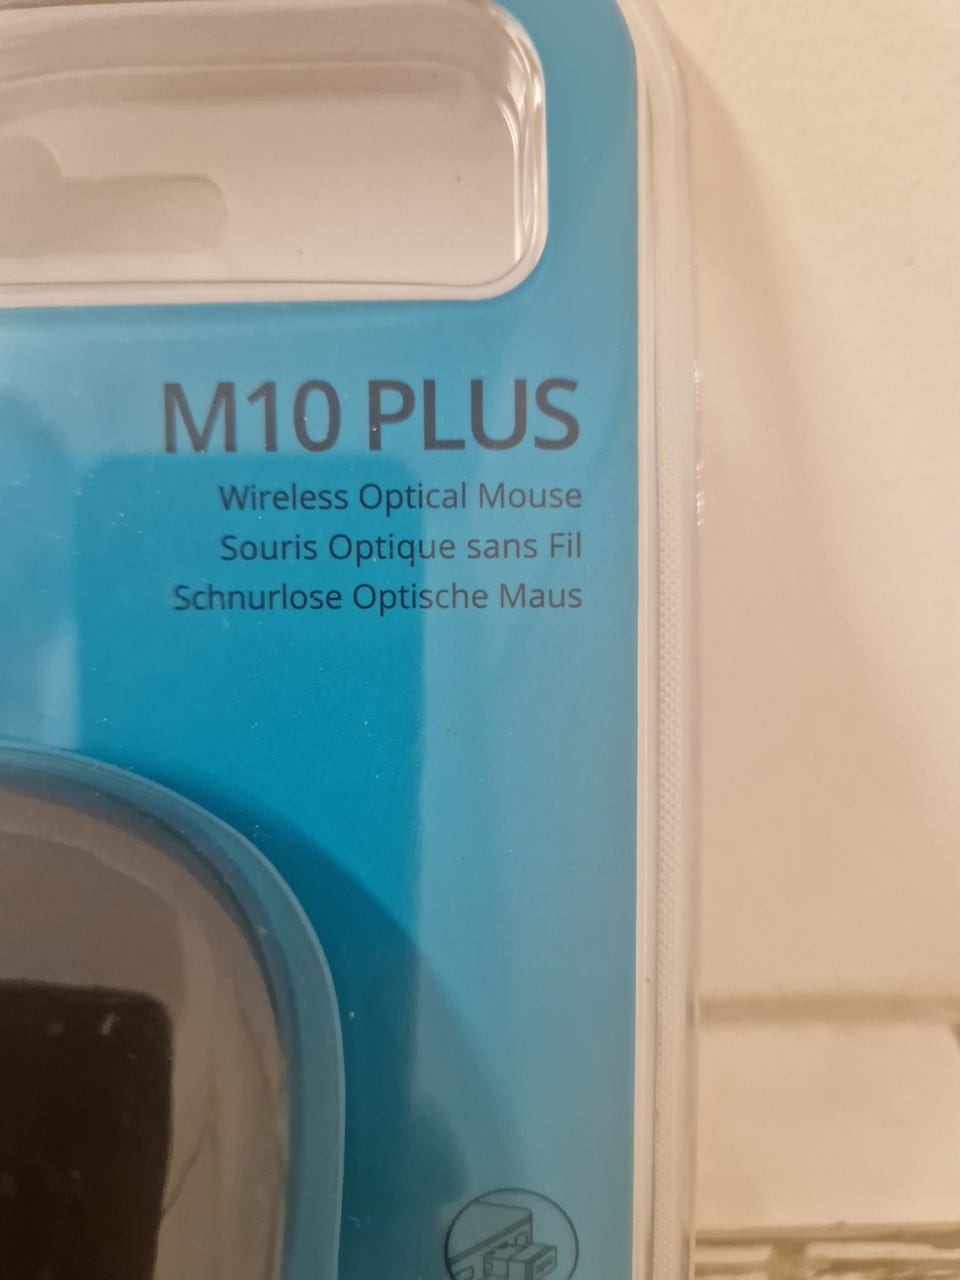 M10 PLUS
Wireless Optical Mouse
Souris Optique sans Fil
Schnurlose Optische Maus